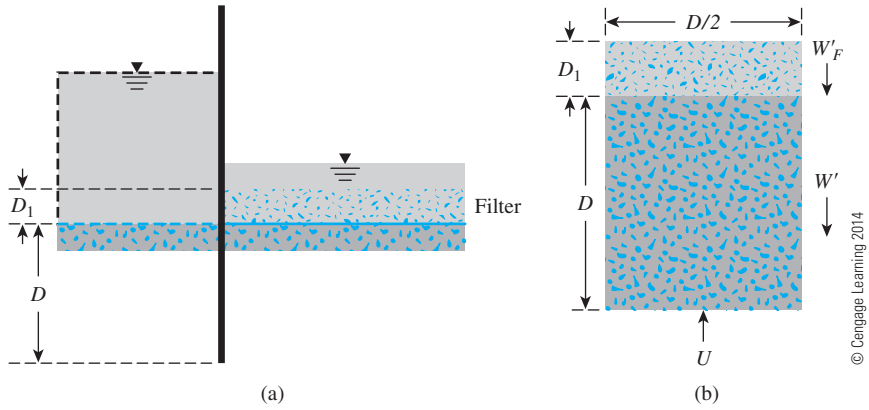 D₁
D
Filter
(a)
D/2
D₁
W′F
D
W′
U
(b)
© Cengage Learning 2014